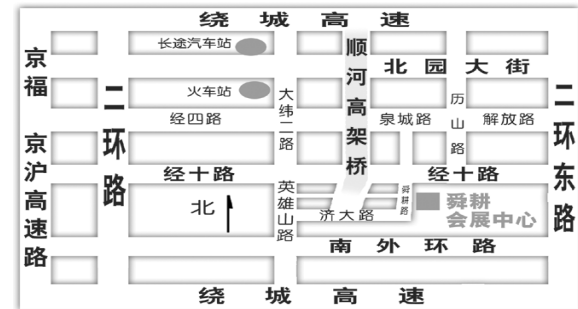 绕城高速
京福
京沪高速路
二环路
长途汽车站
火车站
经四路
大纬二路
顺河高架桥
北园大街
泉城路
历山路
解放路
二环东路
经十路
经十路
北
英雄山路
济大路
舜耕路
舜耕
会展中心
南外环路
绕城高速